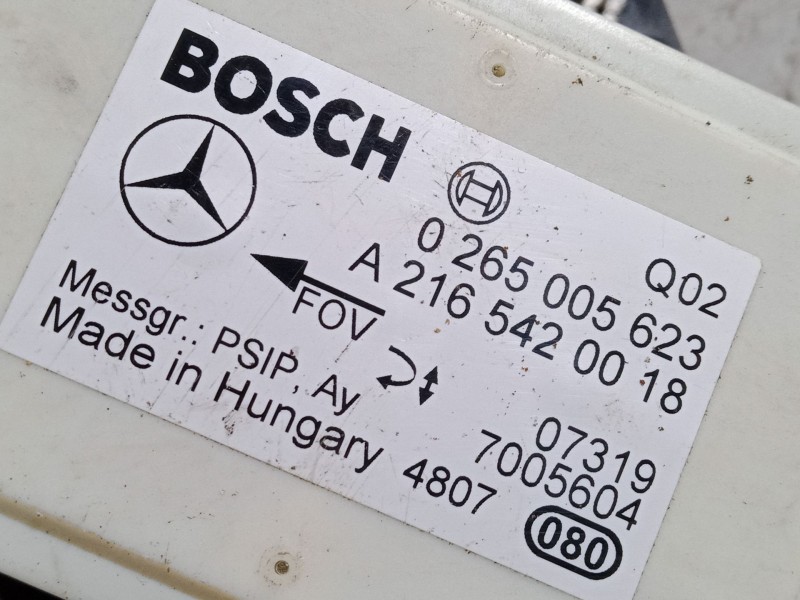 BOSCH
0 265 005 623 Q02
A 216 542 00 18
FOV
Messgr.: PSIP, Ay
07319
Made in Hungary 4807 7005604
080